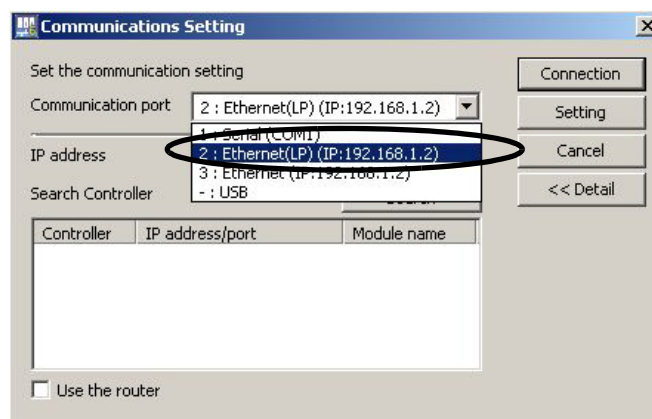 Communications Setting
Set the communication setting
Connection
Communication port
2 : Ethernet(LP) (IP:192.168.1.2)
Setting
1 : Serial (COM1)
IP address
2 : Ethernet(LP) (IP:192.168.1.2)
Cancel
3 : Ethernet (IP:192.168.1.2)
Search Controller
- : USB
<< Detail
Controller IP address/port Module name
Use the router